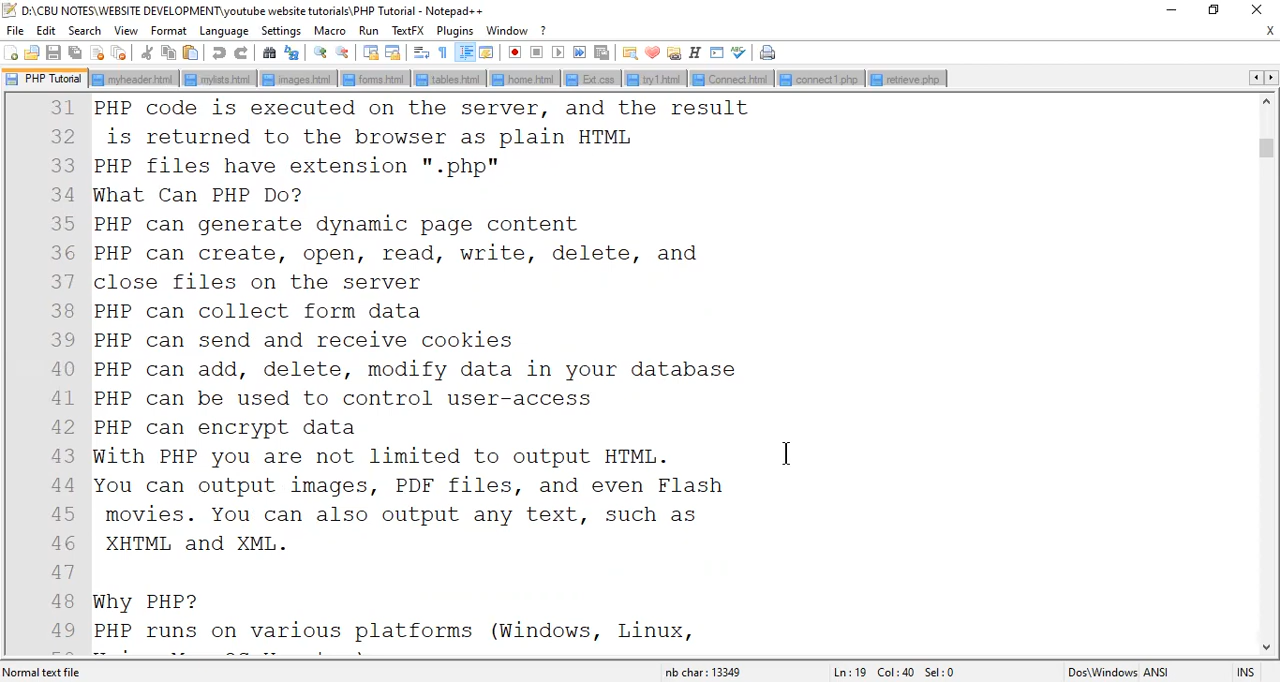 D:\CBU NOTES\WEBSITE DEVELOPMENT\youtube website tutorials\PHP Tutorial - Notepad++
File Edit Search View Format Language Settings Macro Run TextFX Plugins Window ? X
PHP Tutorial myheader.html mylists.html images.html forms.html tables.html home.html Ext.css try1.html Connect.html connect1.php retrieve.php
31 PHP code is executed on the server, and the result
32 is returned to the browser as plain HTML
33 PHP files have extension ".php"
34 What Can PHP Do?
35 PHP can generate dynamic page content
36 PHP can create, open, read, write, delete, and
37 close files on the server
38 PHP can collect form data
39 PHP can send and receive cookies
40 PHP can add, delete, modify data in your database
41 PHP can be used to control user-access
42 PHP can encrypt data
43 With PHP you are not limited to output HTML.
44 You can output images, PDF files, and even Flash
45 movies. You can also output any text, such as
46 XHTML and XML.
47
48 Why PHP?
49 PHP runs on various platforms (Windows, Linux,
Normal text file nb char : 13349 Ln : 19 Col : 40 Sel : 0 Dos\Windows ANSI INS